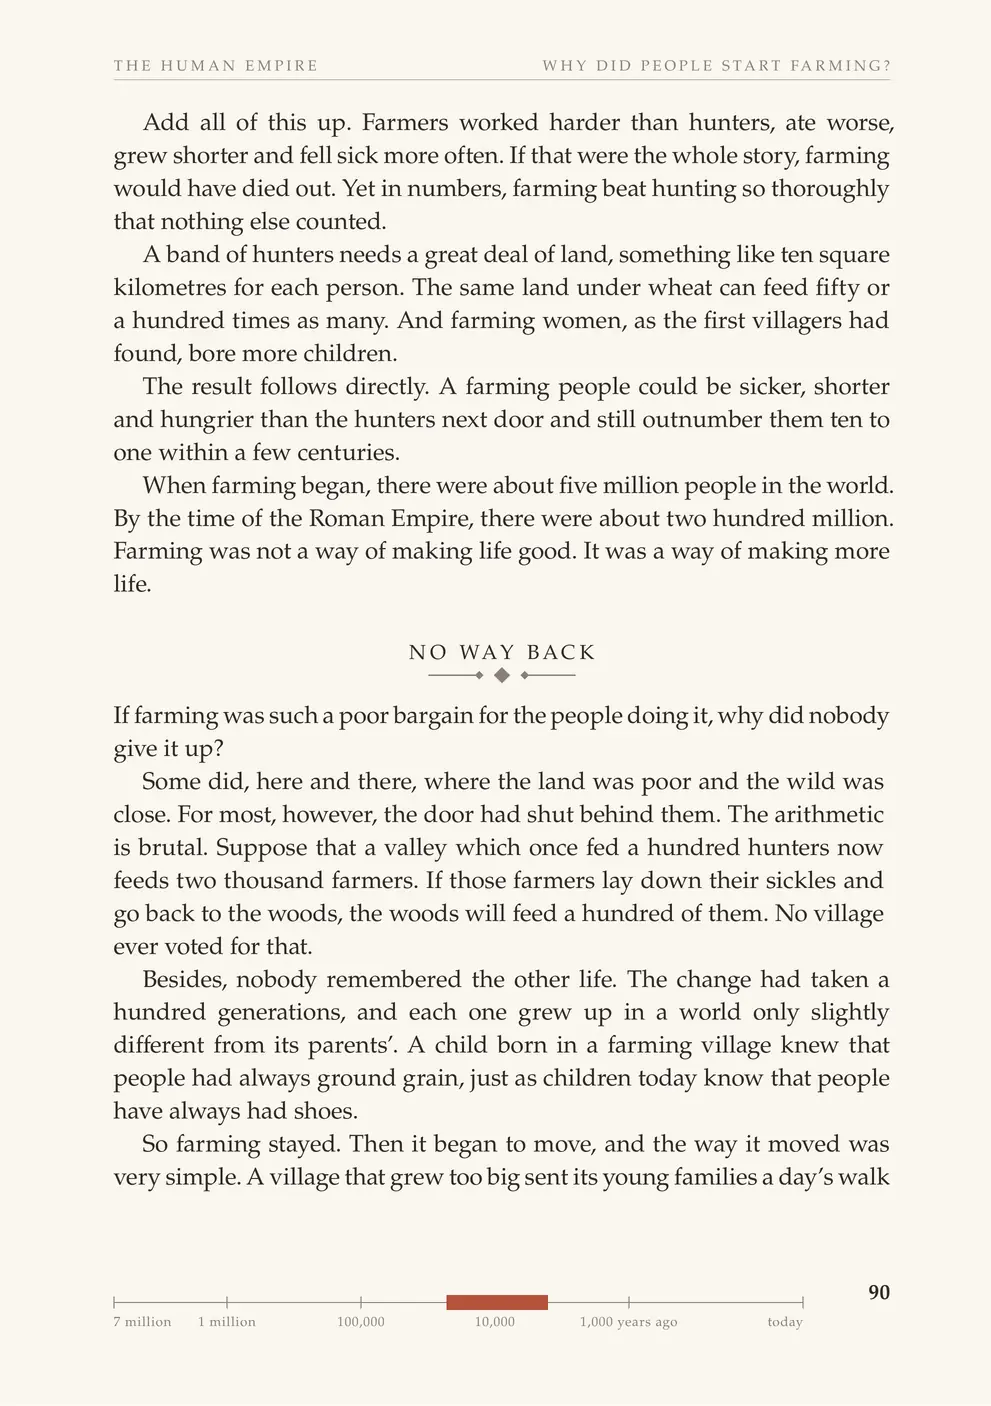 THE HUMAN EMPIRE
WHY DID PEOPLE START FARMING?
Add all of this up. Farmers worked harder than hunters, ate worse,
grew shorter and fell sick more often. If that were the whole story, farming
would have died out. Yet in numbers, farming beat hunting so thoroughly
that nothing else counted.
A band of hunters needs a great deal of land, something like ten square
kilometres for each person. The same land under wheat can feed fifty or
a hundred times as many. And farming women, as the first villagers had
found, bore more children.
The result follows directly. A farming people could be sicker, shorter
and hungrier than the hunters next door and still outnumber them ten to
one within a few centuries.
When farming began, there were about five million people in the world.
By the time of the Roman Empire, there were about two hundred million.
Farming was not a way of making life good. It was a way of making more
life.
NO WAY BACK
If farming was such a poor bargain for the people doing it, why did nobody
give it up?
Some did, here and there, where the land was poor and the wild was
close. For most, however, the door had shut behind them. The arithmetic
is brutal. Suppose that a valley which once fed a hundred hunters now
feeds two thousand farmers. If those farmers lay down their sickles and
go back to the woods, the woods will feed a hundred of them. No village
ever voted for that.
Besides, nobody remembered the other life. The change had taken a
hundred generations, and each one grew up in a world only slightly
different from its parents’. A child born in a farming village knew that
people had always ground grain, just as children today know that people
have always had shoes.
So farming stayed. Then it began to move, and the way it moved was
very simple. A village that grew too big sent its young families a day’s walk
90
7 million 1 million 100,000 10,000 1,000 years ago today